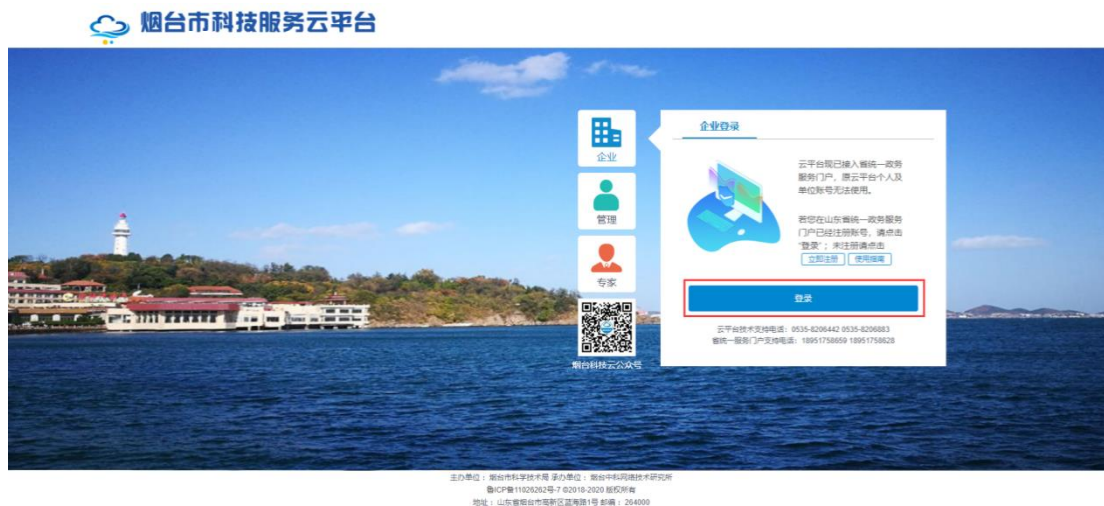 烟台市科技服务云平台
企业
管理
专家
烟台科技云公众号
企业登录
云平台现已接入省统一政务
服务门户，原云平台个人及
单位账号无法使用。
若您在山东省统一政务服务
门户已经注册账号，请点击
“登录”；未注册请点击
立即注册 使用指南
登录
云平台技术支持电话：0535-8206442 0535-8206883
省统一服务门户支持电话：18951758659 18951758628
主办单位：烟台市科学技术局 承办单位：烟台中科网络技术研究所
鲁ICP备11026262号-7 ©2018-2020 版权所有
地址：山东省烟台市高新区蓝海路1号 邮编：264000